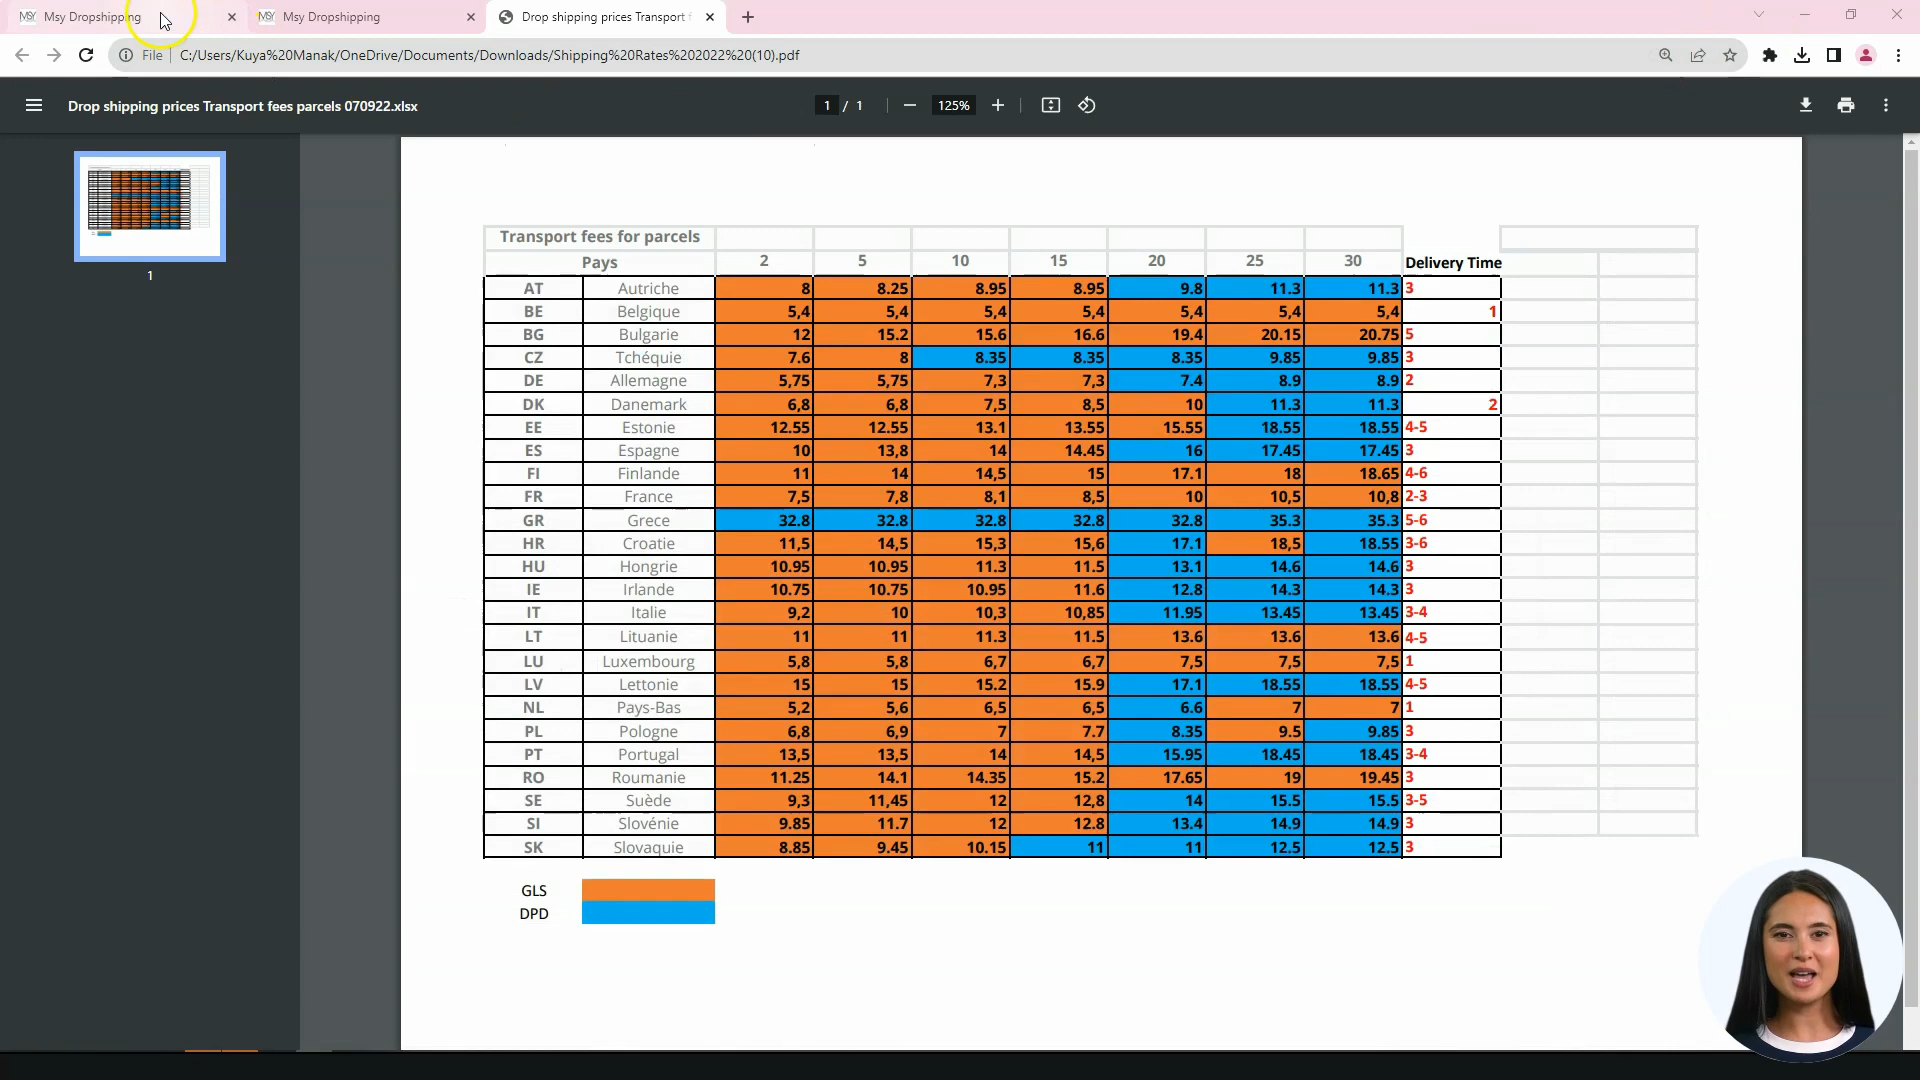 MSY Msy Dropshipping MSY Msy Dropshipping Drop shipping prices Transport f
File C:/Users/Kuya%20Manak/OneDrive/Documents/Downloads/Shipping%20Rates%202022%20(10).pdf
Drop shipping prices Transport fees parcels 070922.xlsx 1 / 1 125%
1
Transport fees for parcels
Pays 2 5 10 15 20 25 30 Delivery Time
AT Autriche 8 8.25 8.95 8.95 9.8 11.3 11.3 3
BE Belgique 5,4 5,4 5,4 5,4 5,4 5,4 5,4 1
BG Bulgarie 12 15.2 15.6 16.6 19.4 20.15 20.75 5
CZ Tchéquie 7.6 8 8.35 8.35 8.35 9.85 9.85 3
DE Allemagne 5,75 5,75 7,3 7,3 7.4 8.9 8.9 2
DK Danemark 6,8 6,8 7,5 8,5 10 11.3 11.3 2
EE Estonie 12.55 12.55 13.1 13.55 15.55 18.55 18.55 4-5
ES Espagne 10 13,8 14 14.45 16 17.45 17.45 3
FI Finlande 11 14 14,5 15 17.1 18 18.65 4-6
FR France 7,5 7,8 8,1 8,5 10 10,5 10,8 2-3
GR Grece 32.8 32.8 32.8 32.8 32.8 35.3 35.3 5-6
HR Croatie 11,5 14,5 15,3 15,6 17.1 18,5 18.55 3-6
HU Hongrie 10.95 10.95 11.3 11.5 13.1 14.6 14.6 3
IE Irlande 10.75 10.75 10.95 11.6 12.8 14.3 14.3 3
IT Italie 9,2 10 10,3 10,85 11.95 13.45 13.45 3-4
LT Lituanie 11 11 11.3 11.5 13.6 13.6 13.6 4-5
LU Luxembourg 5,8 5,8 6,7 6,7 7,5 7,5 7,5 1
LV Lettonie 15 15 15.2 15.9 17.1 18.55 18.55 4-5
NL Pays-Bas 5,2 5,6 6,5 6,5 6.6 7 7 1
PL Pologne 6,8 6,9 7 7.7 8.35 9.5 9.85 3
PT Portugal 13,5 13,5 14 14,5 15.95 18.45 18.45 3-4
RO Roumanie 11.25 14.1 14.35 15.2 17.65 19 19.45 3
SE Suède 9,3 11,45 12 12,8 14 15.5 15.5 3-5
SI Slovénie 9.85 11.7 12 12.8 13.4 14.9 14.9 3
SK Slovaquie 8.85 9.45 10.15 11 11 12.5 12.5 3
GLS
DPD